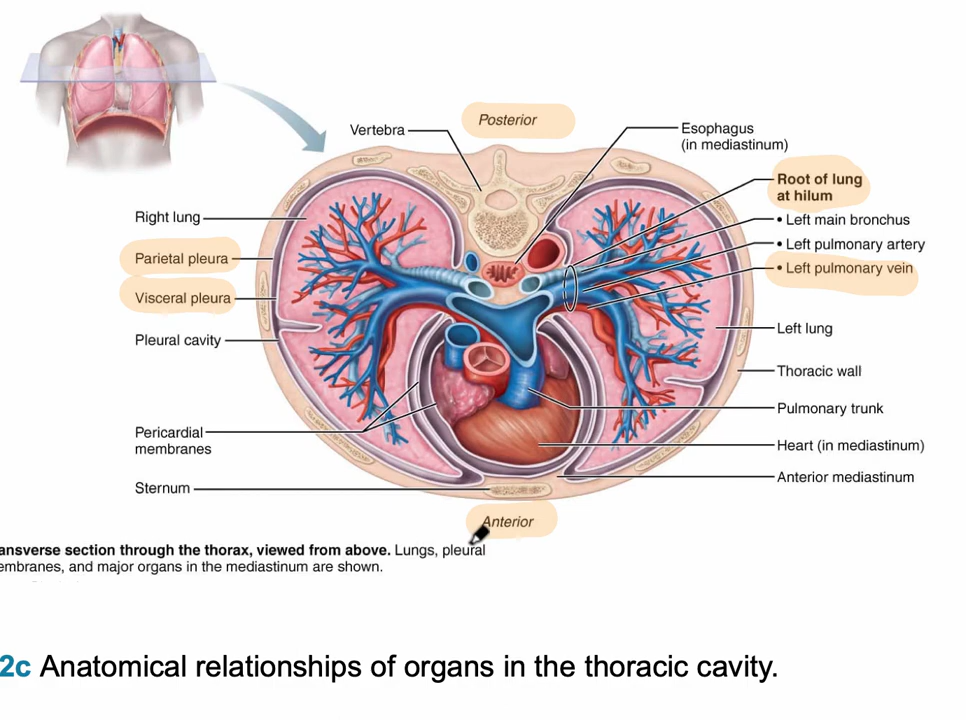 Posterior
Vertebra
Esophagus
(in mediastinum)
Root of lung
at hilum
Right lung
• Left main bronchus
• Left pulmonary artery
Parietal pleura
• Left pulmonary vein
Visceral pleura
Left lung
Pleural cavity
Thoracic wall
Pulmonary trunk
Pericardial
membranes
Heart (in mediastinum)
Anterior mediastinum
Sternum
Anterior
ansverse section through the thorax, viewed from above. Lungs, pleural
embranes, and major organs in the mediastinum are shown.
2c Anatomical relationships of organs in the thoracic cavity.